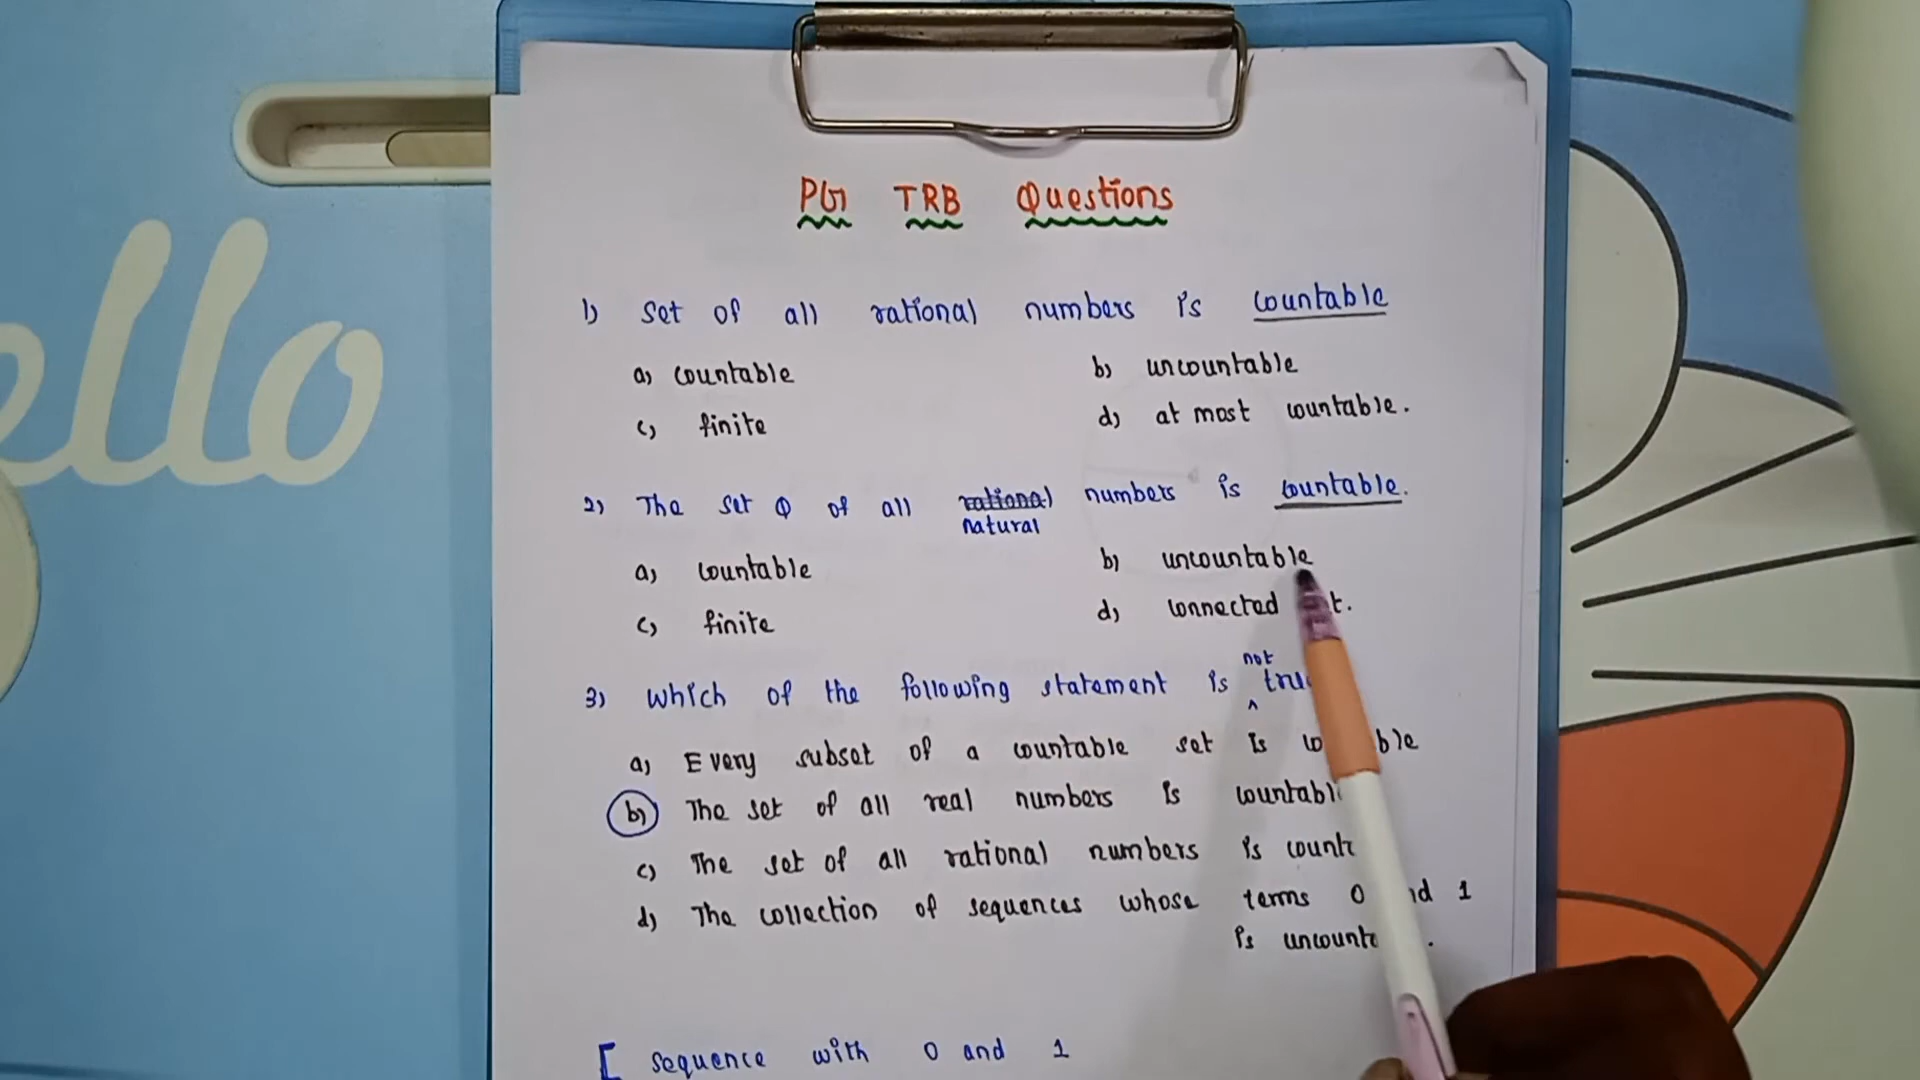 ello
PG TRB Questions
1) Set of all rational numbers is countable
a) countable b) uncountable
c) finite d) at most countable.
2) The set Q of all rational numbers is countable.
natural
a) countable b) uncountable
c) finite d) connected
not
3) Which of the following statement is ^
a) Every subset of a countable set is
b) The set of all real numbers is
c) The set of all rational numbers is
d) The collection of sequences whose terms 0 1
is
[ sequence with 0 and 1